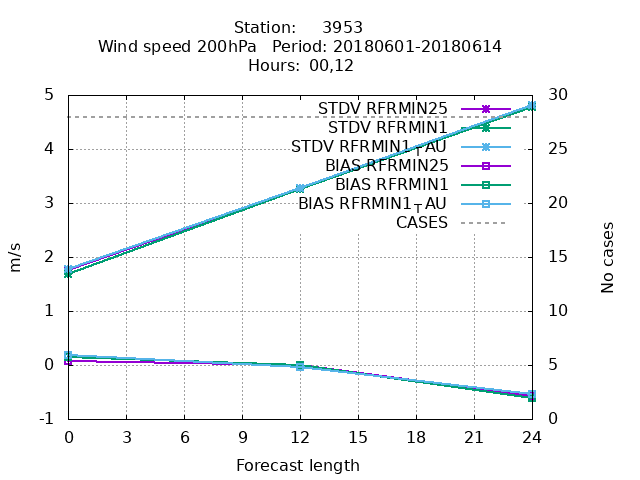 Station:     3953
Wind speed 200hPa   Period: 20180601-20180614
Hours: 00,12
5
4
3
2
1
0
-1
30
25
20
15
10
5
0
m/s
No cases
STDV RFRMIN25
STDV RFRMIN1
STDV RFRMIN1TAU
BIAS RFRMIN25
BIAS RFRMIN1
BIAS RFRMIN1TAU
CASES
0 3 6 9 12 15 18 21 24
Forecast length